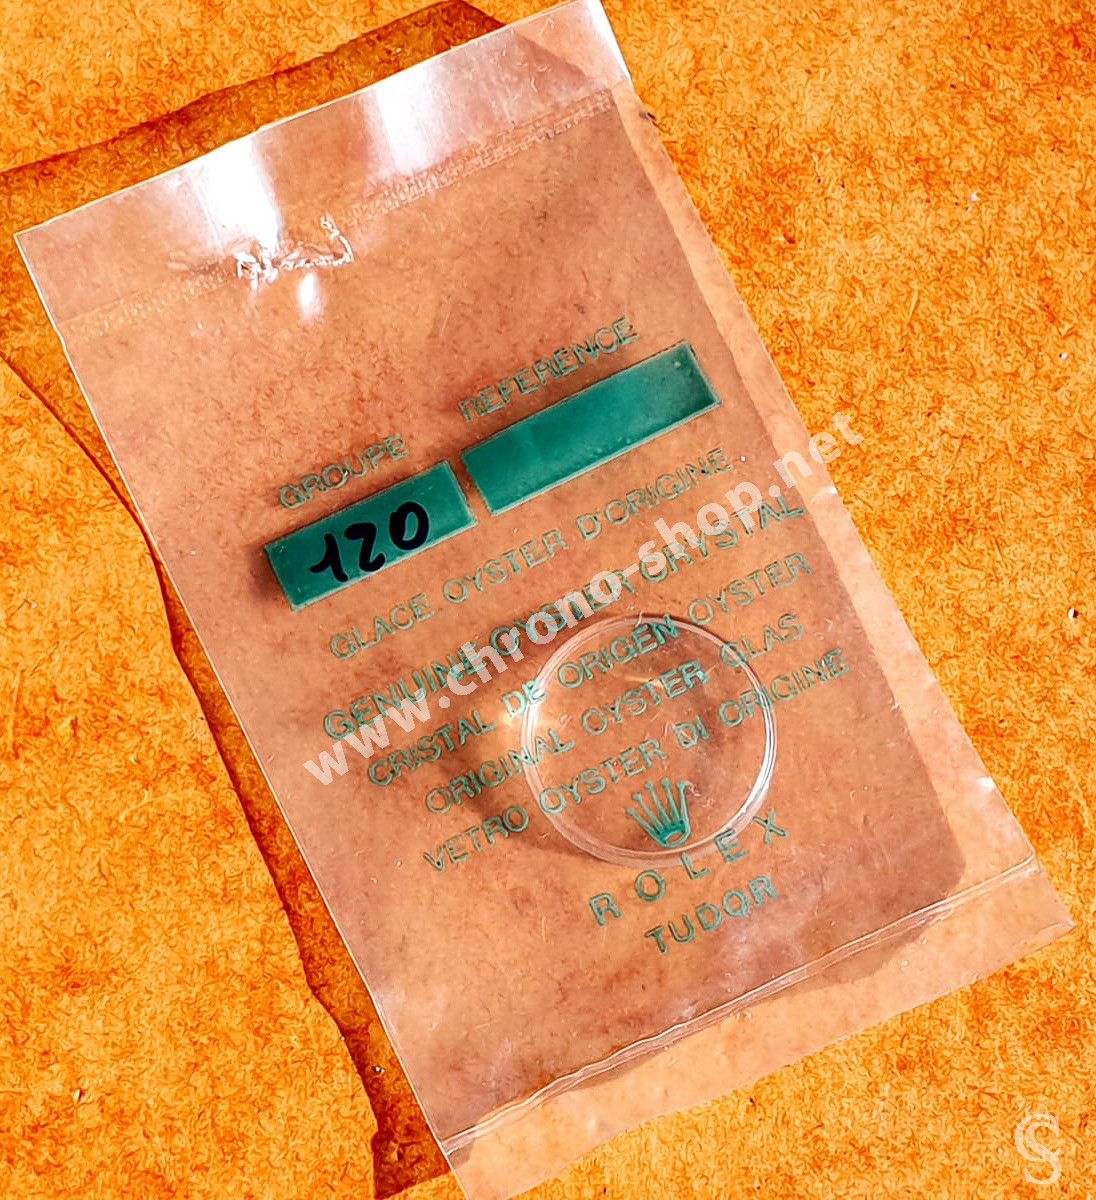 GROUPE REFERENCE
120
GLACE OYSTER D'ORIGINE
GENUINE OYSTER CRYSTAL
CRISTAL DE ORIGEN OYSTER
ORIGINAL OYSTER GLAS
VETRO OYSTER DI ORIGINE
ROLEX
TUDOR
www.chrono-shop.net